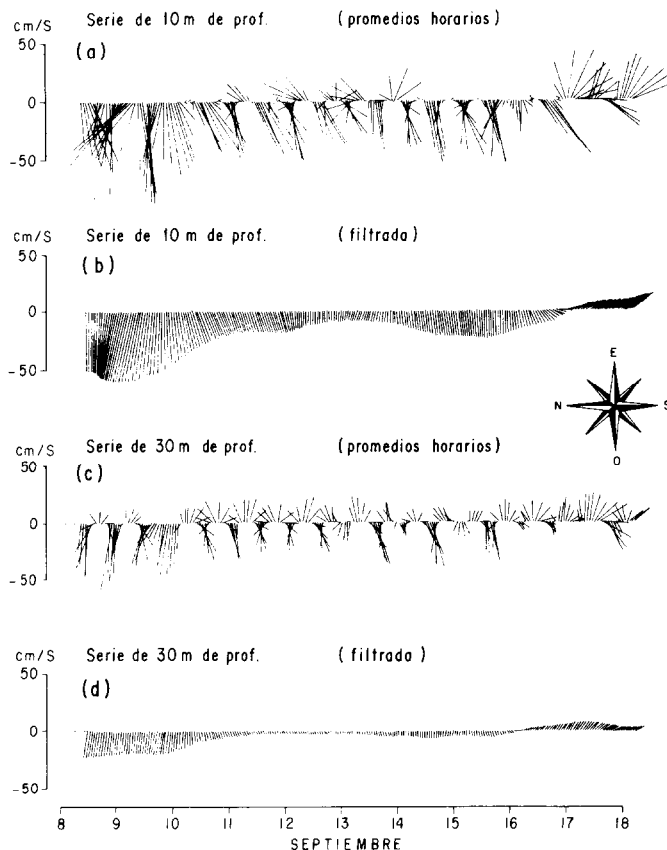 cm/S
Serie de 10 m de prof. (promedios horarios)
50
(a)
0
-50
cm/S
Serie de 10 m de prof. (filtrada)
50
(b)
0
-50
E
N S
O
cm/S
Serie de 30 m de prof. (promedios horarios)
50
(c)
0
-50
cm/S
Serie de 30 m de prof. (filtrada)
50
(d)
0
-50
8 9 10 11 12 13 14 15 16 17 18
SEPTIEMBRE